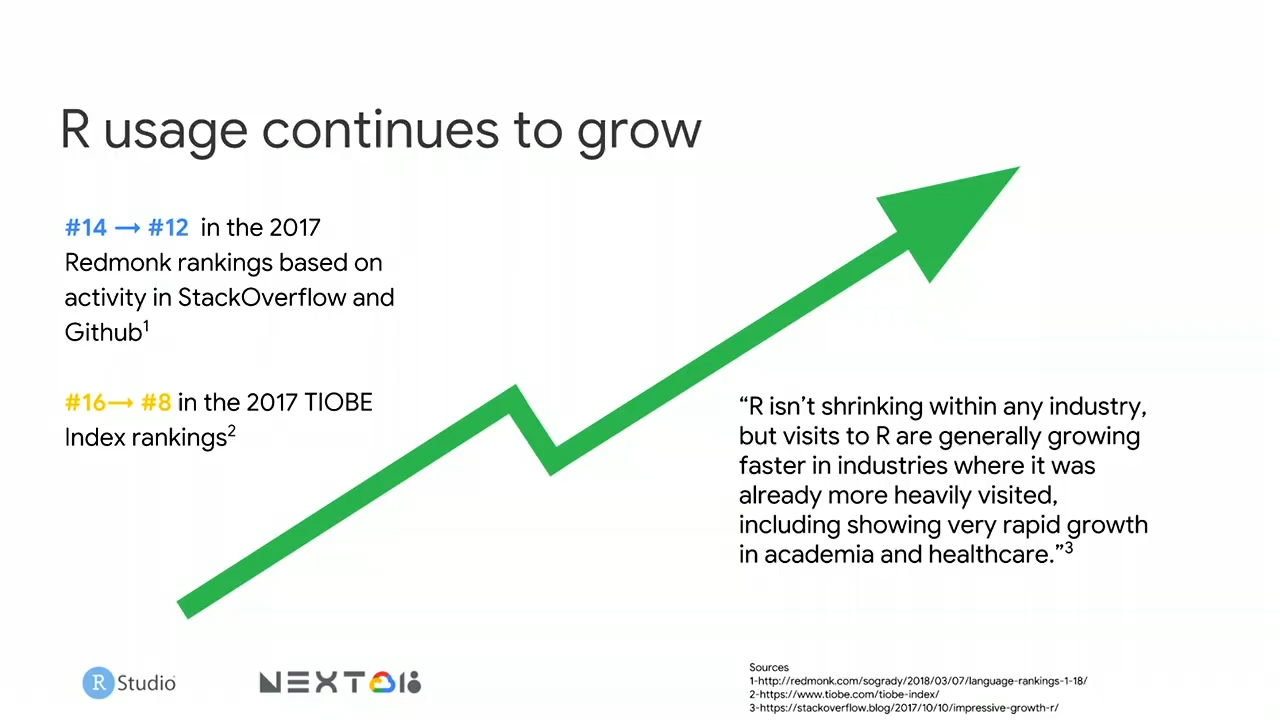 R usage continues to grow
#14 → #12 in the 2017
Redmonk rankings based on
activity in StackOverflow and
Github¹
#16→ #8 in the 2017 TIOBE
Index rankings²
“R isn’t shrinking within any industry,
but visits to R are generally growing
faster in industries where it was
already more heavily visited,
including showing very rapid growth
in academia and healthcare.”³
R Studio
NEXT18
Sources
1-http://redmonk.com/sogrady/2018/03/07/language-rankings-1-18/
2-https://www.tiobe.com/tiobe-index/
3-https://stackoverflow.blog/2017/10/10/impressive-growth-r/